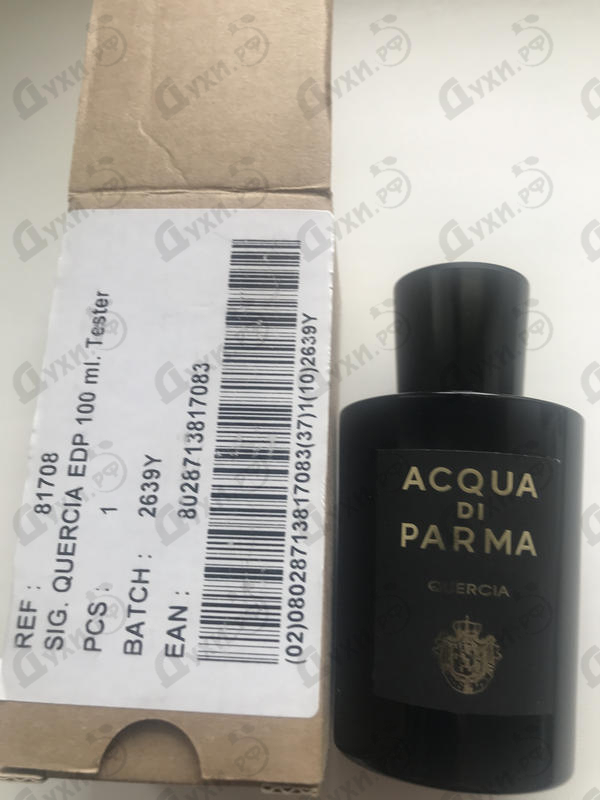 REF : 81708
SIG. QUERCIA EDP 100 ml. Tester
PCS : 1
BATCH : 2639Y
EAN : 8028713817083
(02)08028713817083(37)1(10)2639Y
ACQUA
DI
PARMA
QUERCIA
Духи.РФ